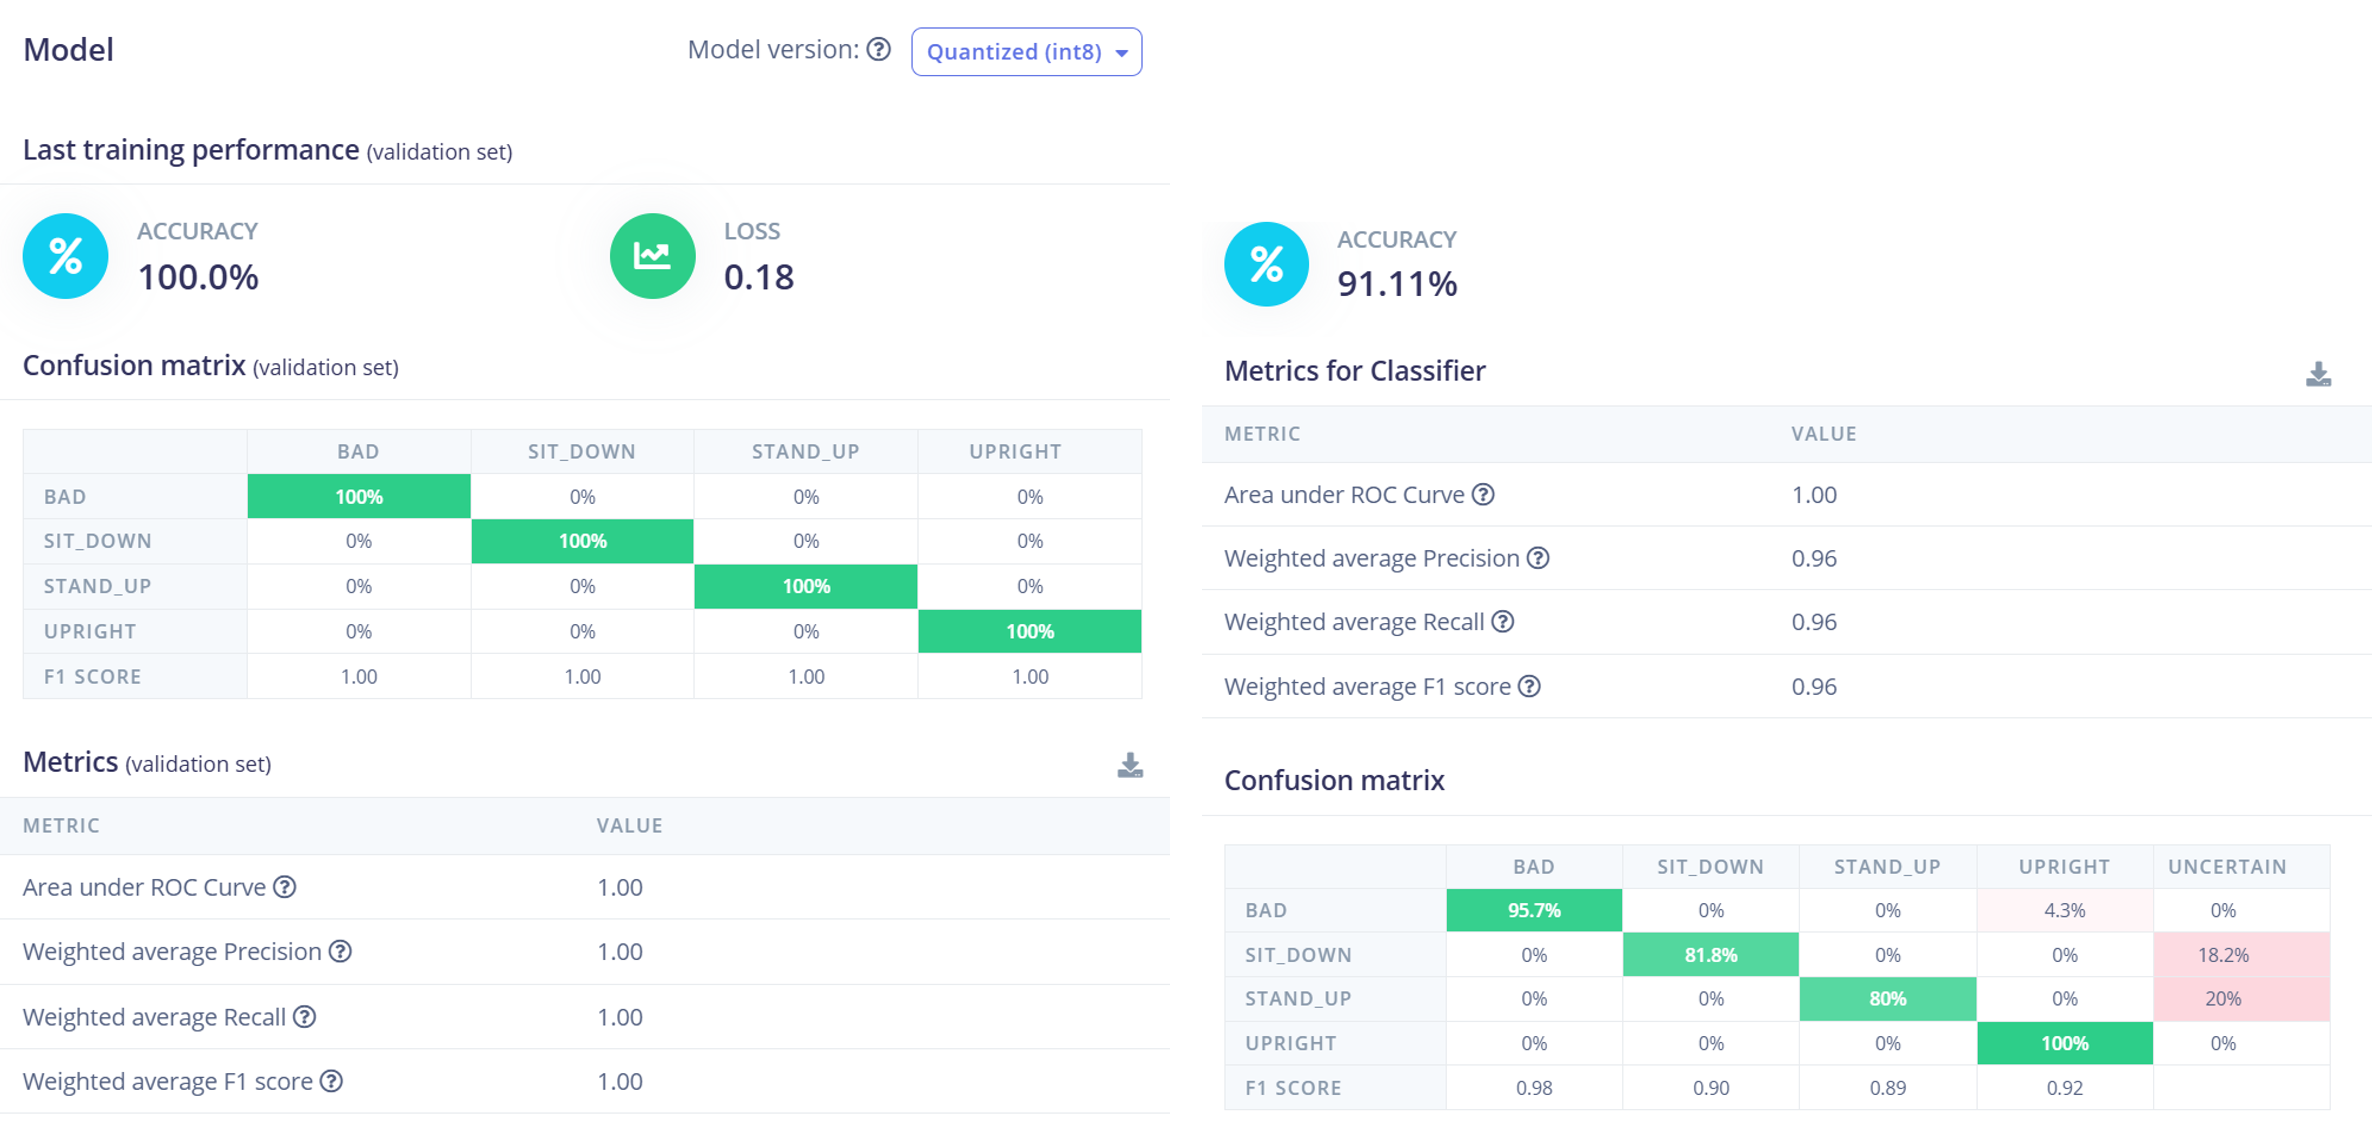 Model
Model version: Quantized (int8)
Last training performance (validation set)
ACCURACY
100.0%
LOSS
0.18
Confusion matrix (validation set)
BAD SIT_DOWN STAND_UP UPRIGHT
BAD 100% 0% 0% 0%
SIT_DOWN 0% 100% 0% 0%
STAND_UP 0% 0% 100% 0%
UPRIGHT 0% 0% 0% 100%
F1 SCORE 1.00 1.00 1.00 1.00
Metrics (validation set)
METRIC VALUE
Area under ROC Curve 1.00
Weighted average Precision 1.00
Weighted average Recall 1.00
Weighted average F1 score 1.00
ACCURACY
91.11%
Metrics for Classifier
METRIC VALUE
Area under ROC Curve 1.00
Weighted average Precision 0.96
Weighted average Recall 0.96
Weighted average F1 score 0.96
Confusion matrix
BAD SIT_DOWN STAND_UP UPRIGHT UNCERTAIN
BAD 95.7% 0% 0% 4.3% 0%
SIT_DOWN 0% 81.8% 0% 0% 18.2%
STAND_UP 0% 0% 80% 0% 20%
UPRIGHT 0% 0% 0% 100% 0%
F1 SCORE 0.98 0.90 0.89 0.92